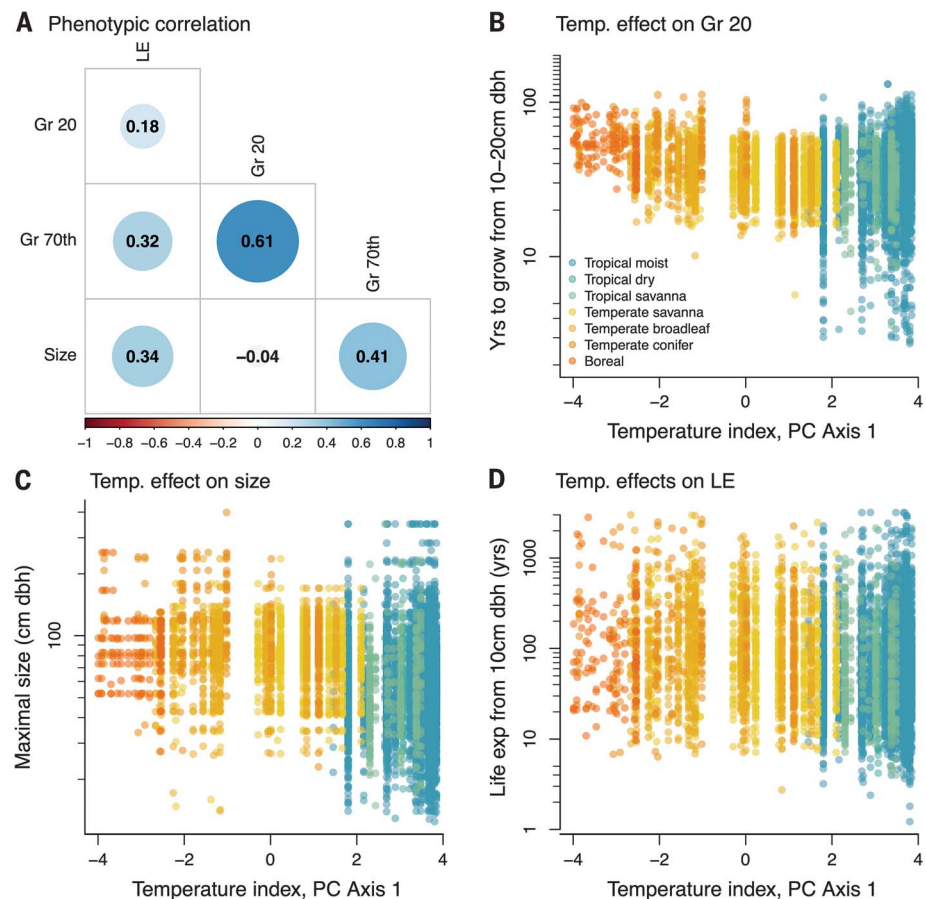 A Phenotypic correlation
LE
Gr 20
0.18
Gr 20
Gr 70th
0.32
0.61
Gr 70th
Size
0.34
−0.04
0.41
−1 −0.8 −0.6 −0.4 −0.2 0 0.2 0.4 0.6 0.8 1
B Temp. effect on Gr 20
Yrs to grow from 10−20cm dbh
100
10
Tropical moist
Tropical dry
Tropical savanna
Temperate savanna
Temperate broadleaf
Temperate conifer
Boreal
−4 −2 0 2 4
Temperature index, PC Axis 1
C Temp. effect on size
Maximal size (cm dbh)
100
−4 −2 0 2 4
Temperature index, PC Axis 1
D Temp. effects on LE
Life exp from 10cm dbh (yrs)
1000
100
10
1
−4 −2 0 2 4
Temperature index, PC Axis 1